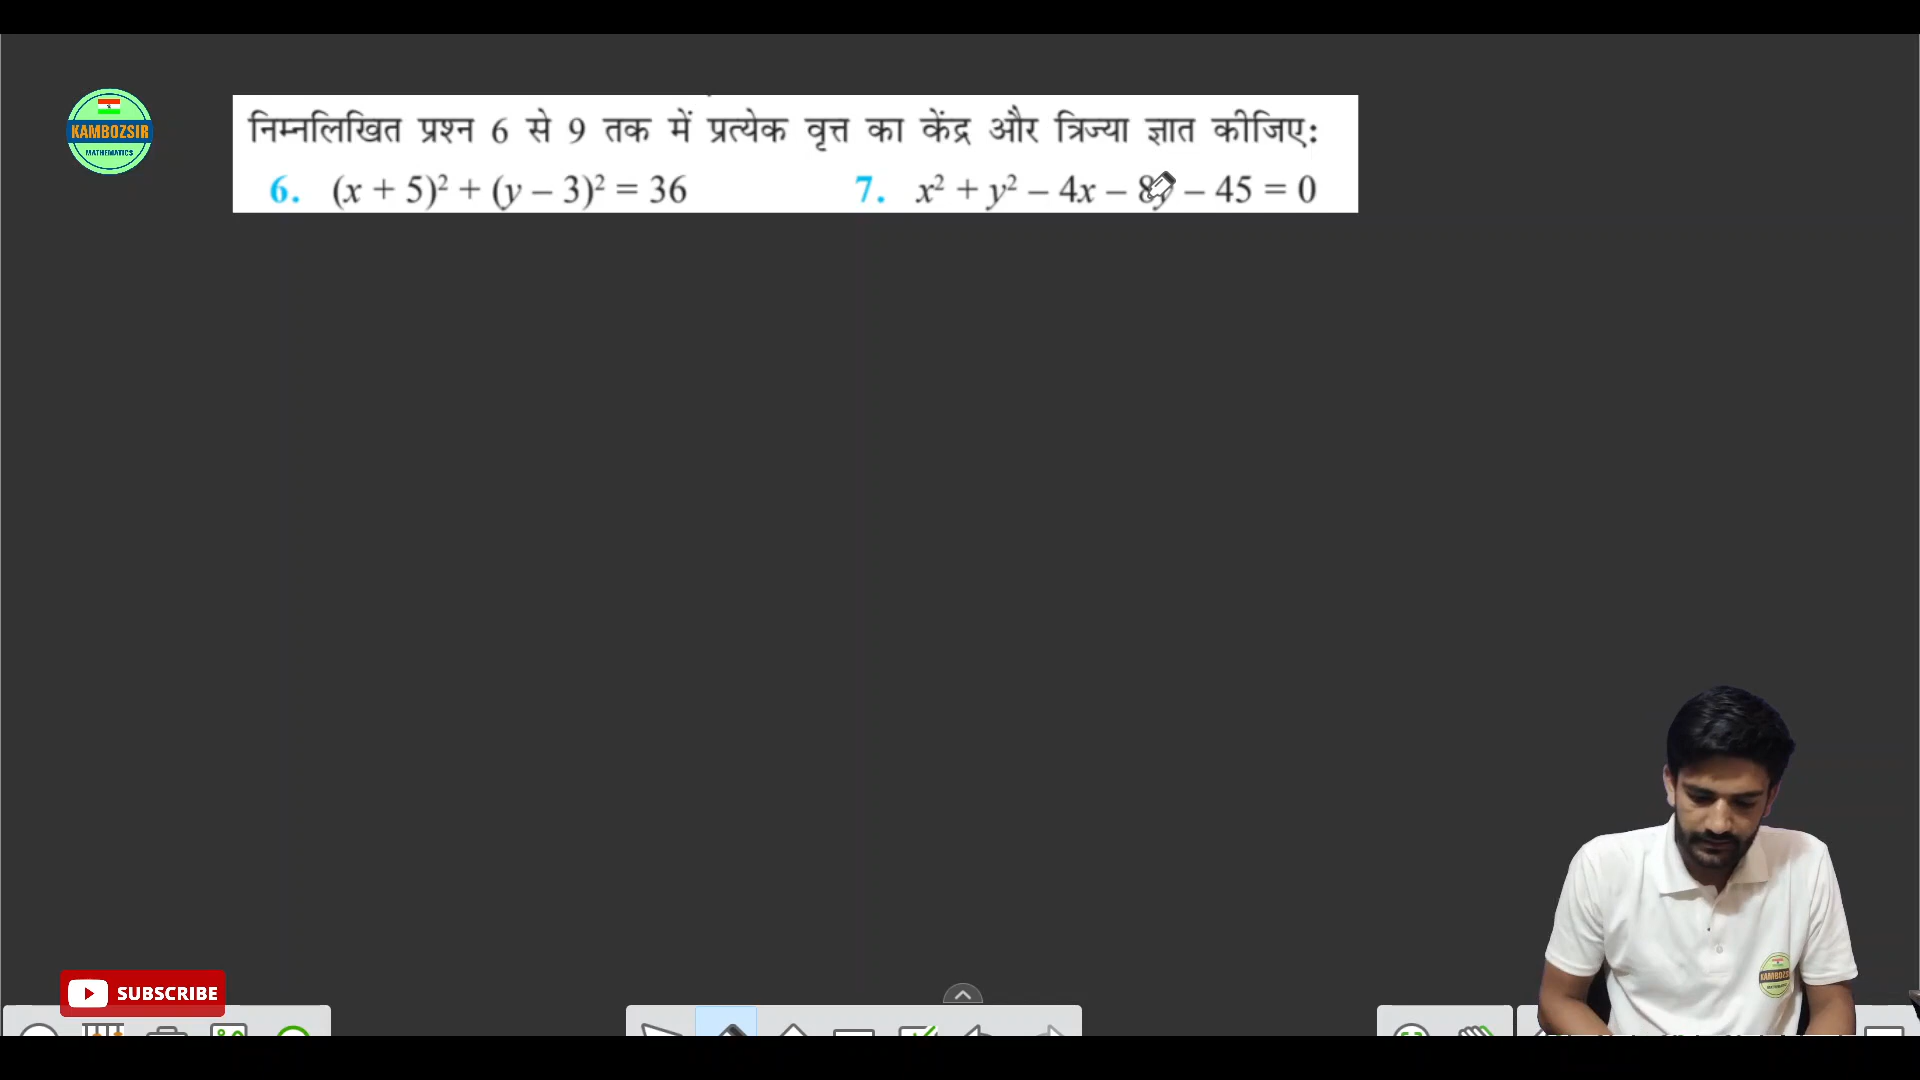 KAMBOZSIR
MATHEMATICS
निम्नलिखित प्रश्न 6 से 9 तक में प्रत्येक वृत्त का केंद्र और त्रिज्या ज्ञात कीजिए:
6. (x + 5)² + (y – 3)² = 36 7. x² + y² – 4x – 8y – 45 = 0
SUBSCRIBE